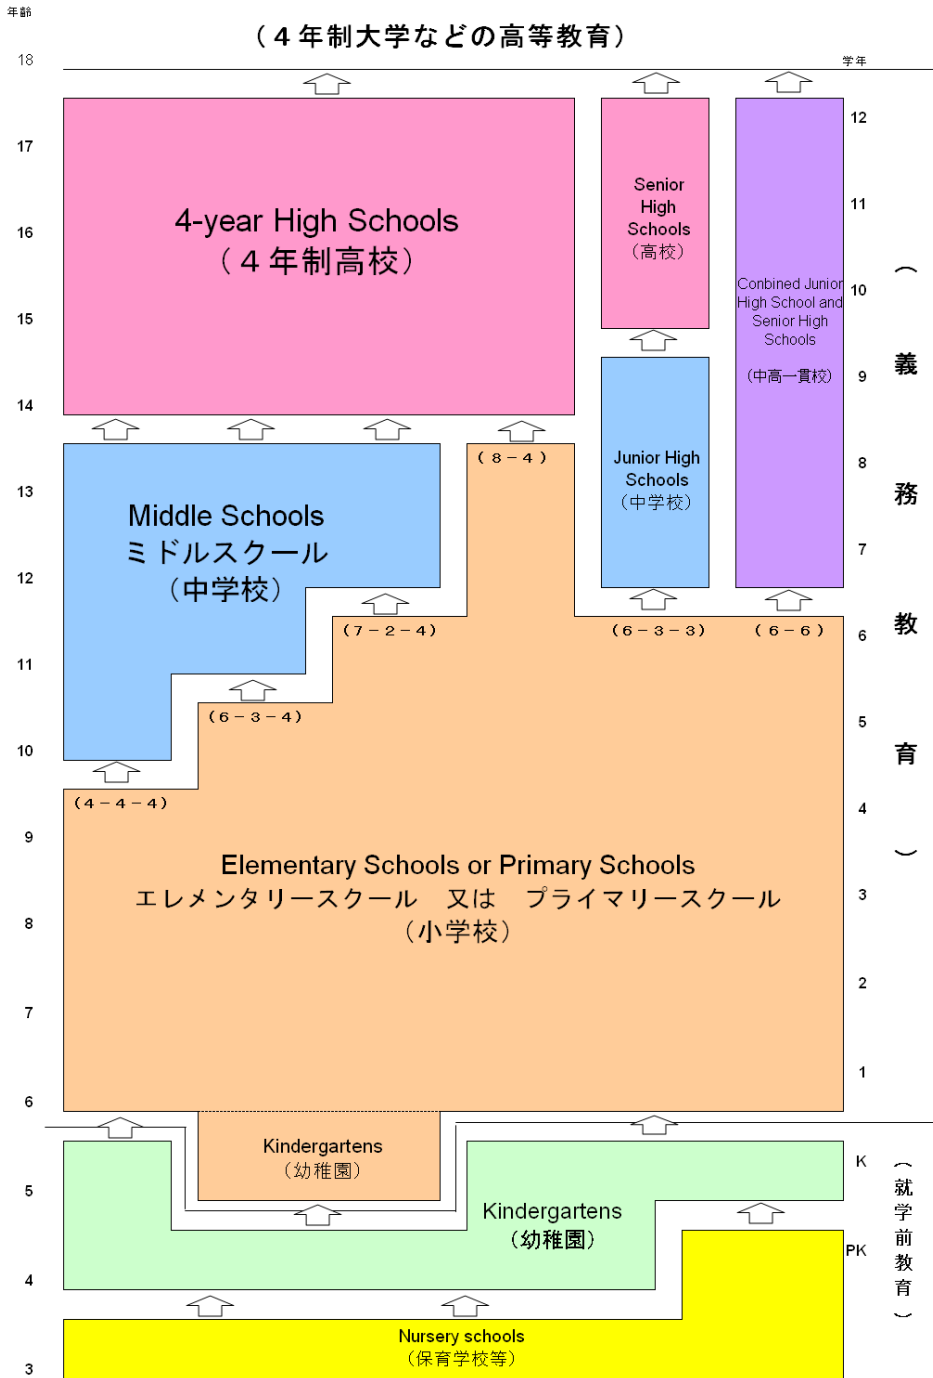 年齢
(４年制大学などの高等教育)
18
学年
12
17
4-year High Schools
(４年制高校)
Senior
High
Schools
(高校)
11
16
Conbined Junior
High School and
Senior High
Schools
(中高一貫校)
10
15
9
14
(８－４)
8
Junior High
Schools
(中学校)
13
Middle Schools
ミドルスクール
(中学校)
7
12
(７－２－４)
(６－３－３)
(６－６)
6
11
(６－３－４)
5
10
(４－４－４)
4
9
Elementary Schools or Primary Schools
エレメンタリースクール　又は　プライマリースクール
(小学校)
3
8
2
7
1
6
(義務教育)
Kindergartens
(幼稚園)
K
5
Kindergartens
(幼稚園)
PK
4
(就学前教育)
Nursery schools
(保育学校等)
3